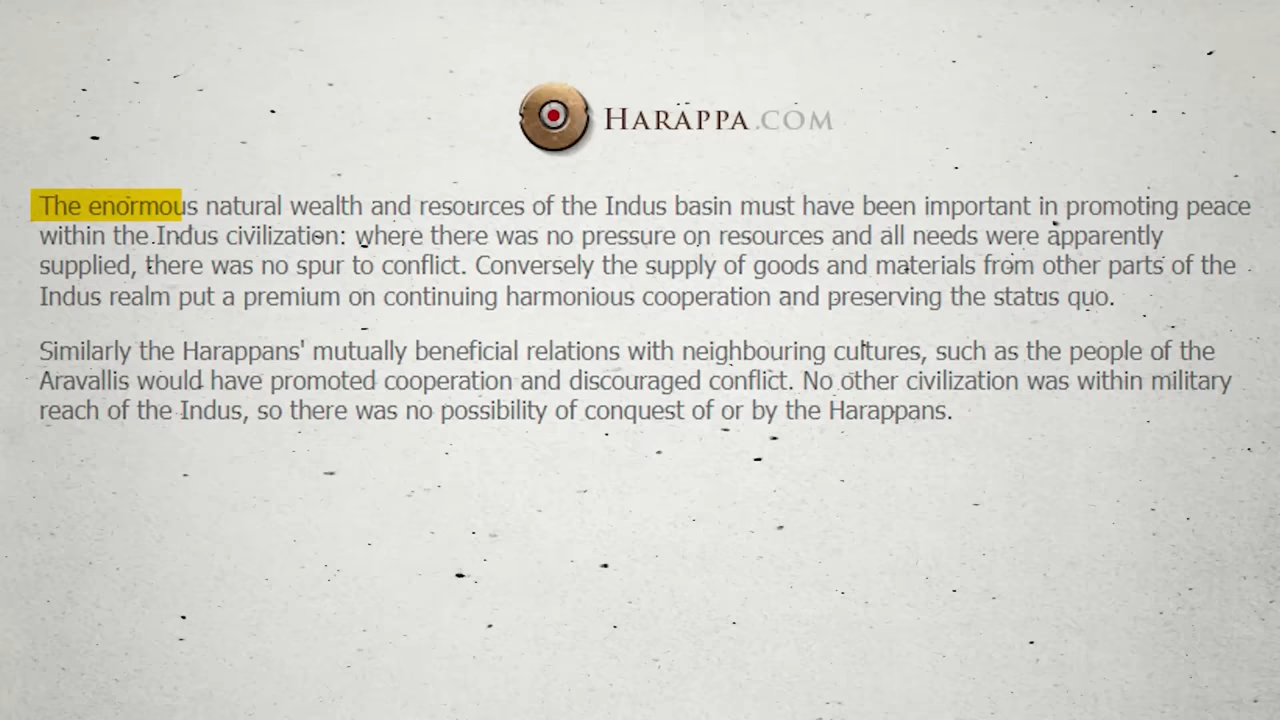 HARAPPA.COM
The enormous natural wealth and resources of the Indus basin must have been important in promoting peace
within the Indus civilization: where there was no pressure on resources and all needs were apparently
supplied, there was no spur to conflict. Conversely the supply of goods and materials from other parts of the
Indus realm put a premium on continuing harmonious cooperation and preserving the status quo.
Similarly the Harappans' mutually beneficial relations with neighbouring cultures, such as the people of the
Aravallis would have promoted cooperation and discouraged conflict. No other civilization was within military
reach of the Indus, so there was no possibility of conquest of or by the Harappans.